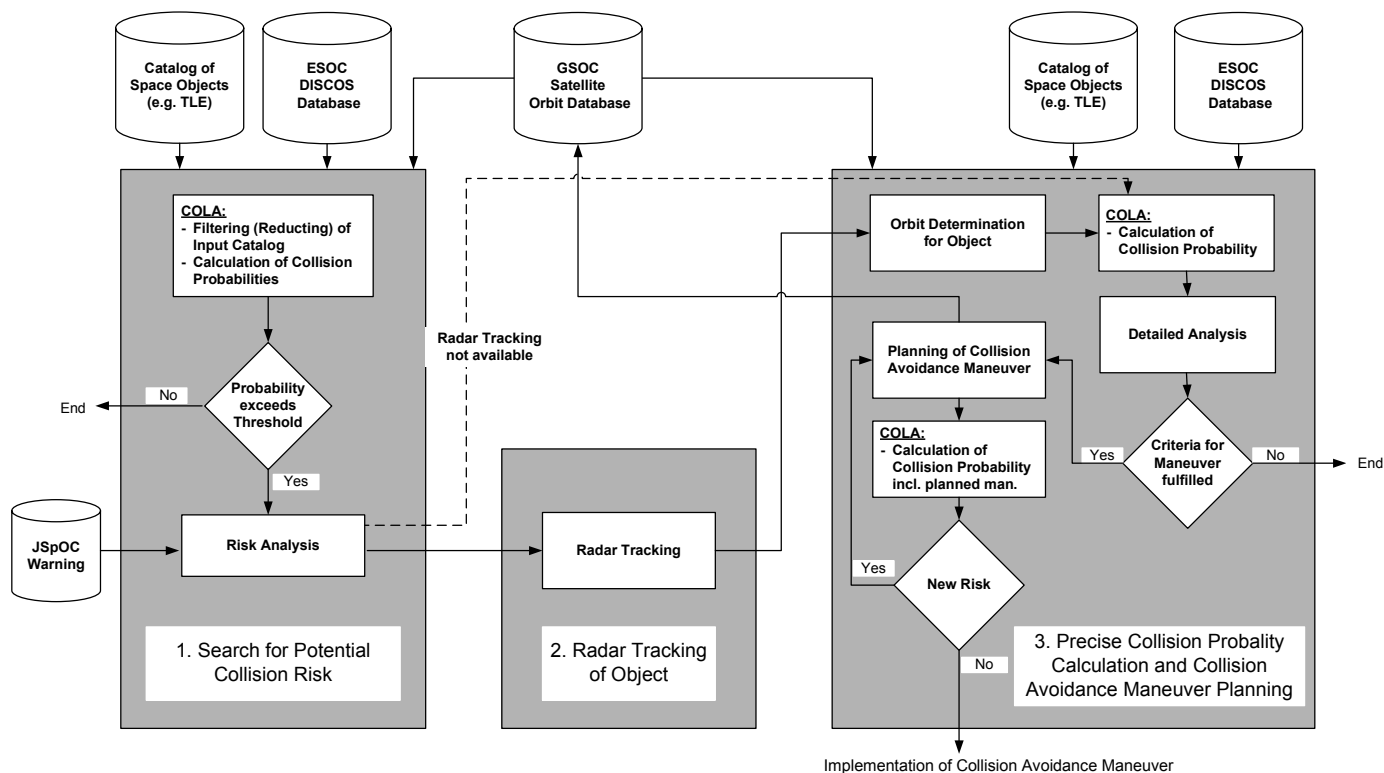 Catalog of
Space Objects
(e.g. TLE)
ESOC
DISCOS
Database
GSOC
Satellite
Orbit Database
Catalog of
Space Objects
(e.g. TLE)
ESOC
DISCOS
Database
COLA:
- Filtering (Reducting) of
Input Catalog
- Calculation of Collision
Probabilities
Probability
exceeds
Threshold
No
End
Yes
JSpOC
Warning
Risk Analysis
1. Search for Potential
Collision Risk
Radar Tracking
not available
Radar Tracking
2. Radar Tracking
of Object
Orbit Determination
for Object
COLA:
- Calculation of
Collision Probability
Detailed Analysis
Criteria for
Maneuver
fulfilled
No
End
Yes
Planning of Collision
Avoidance Maneuver
COLA:
- Calculation of
Collision Probability
incl. planned man.
Yes
New Risk
No
3. Precise Collision Probality
Calculation and Collision
Avoidance Maneuver Planning
Implementation of Collision Avoidance Maneuver